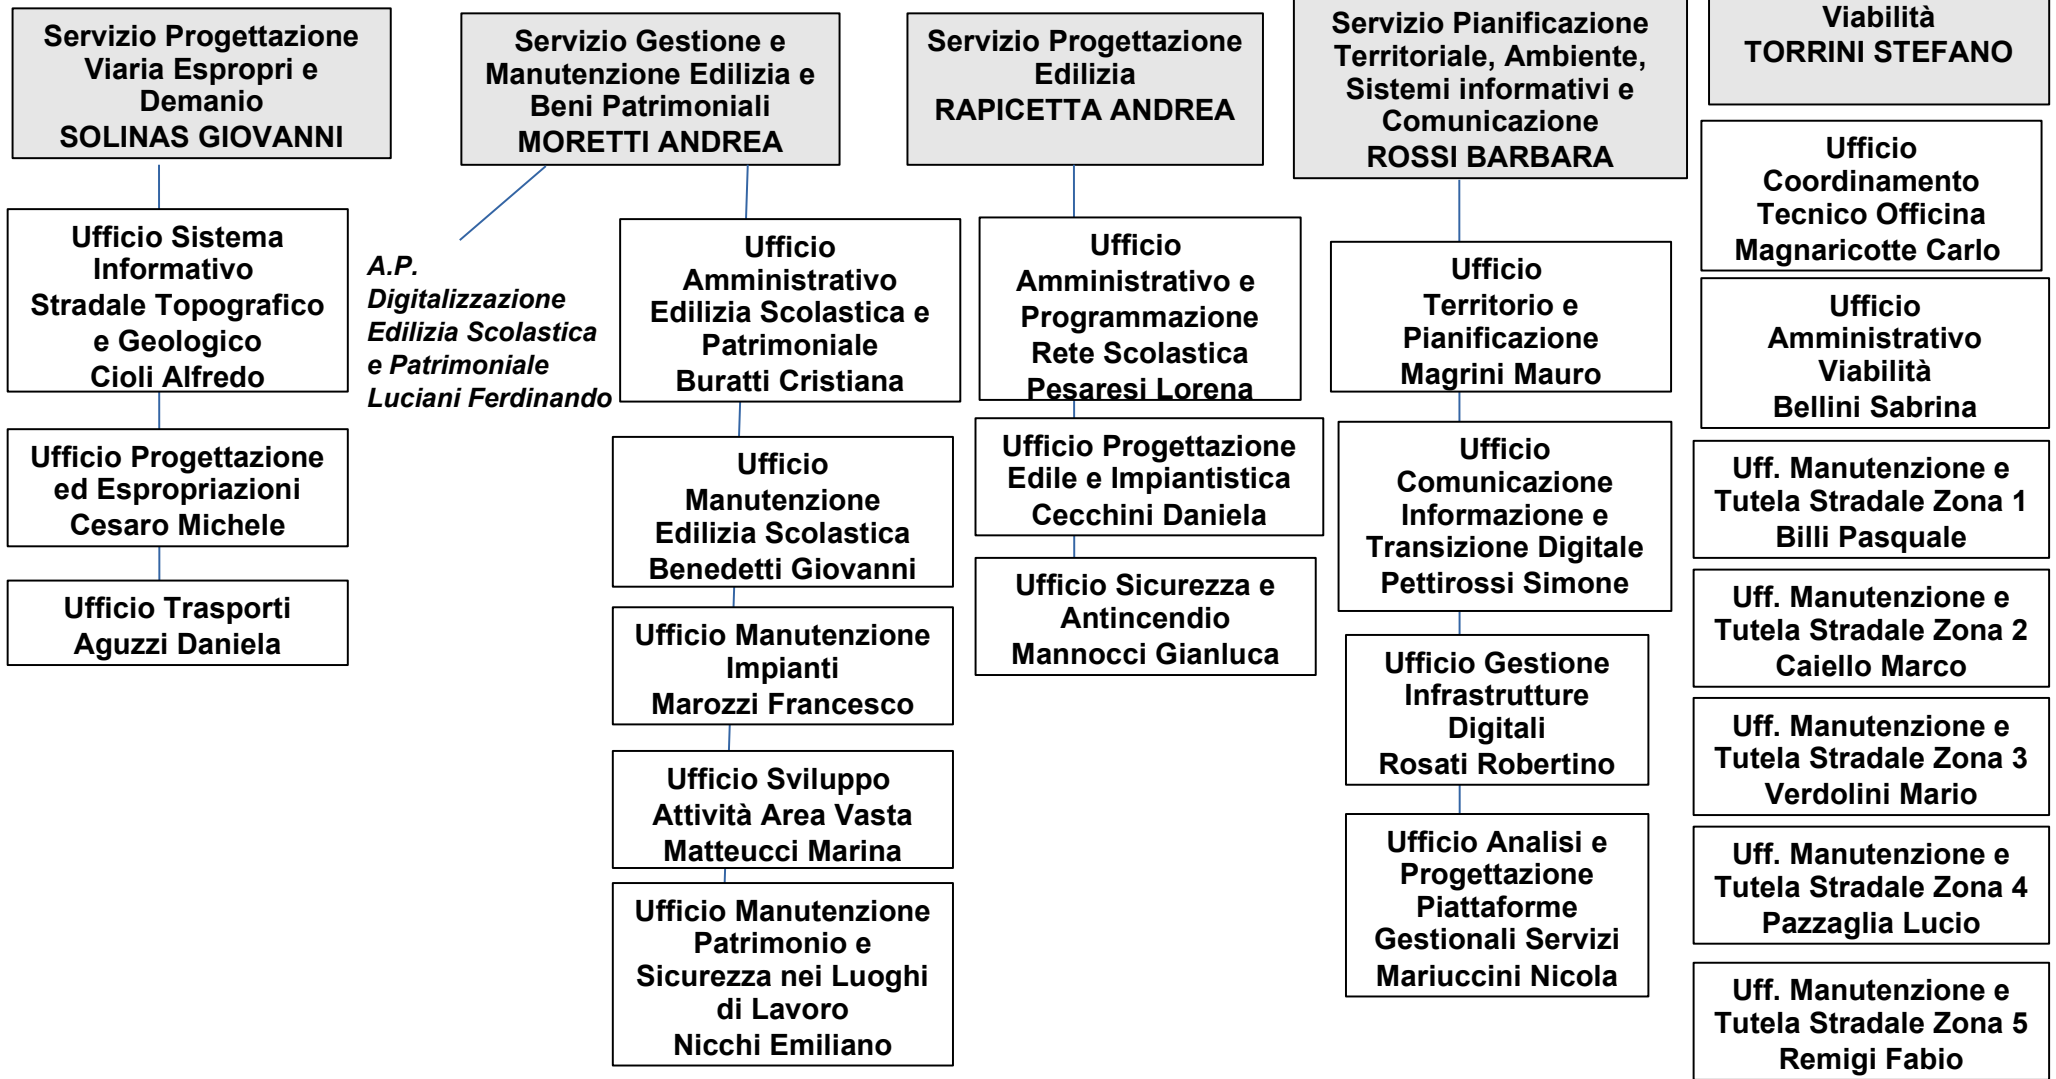 Servizio Progettazione
Viaria Espropri e
Demanio
SOLINAS GIOVANNI
Ufficio Sistema
Informativo
Stradale Topografico
e Geologico
Cioli Alfredo
Ufficio Progettazione
ed Espropriazioni
Cesaro Michele
Ufficio Trasporti
Aguzzi Daniela
Servizio Gestione e
Manutenzione Edilizia e
Beni Patrimoniali
MORETTI ANDREA
A.P.
Digitalizzazione
Edilizia Scolastica
e Patrimoniale
Luciani Ferdinando
Ufficio
Amministrativo
Edilizia Scolastica e
Patrimoniale
Buratti Cristiana
Ufficio
Manutenzione
Edilizia Scolastica
Benedetti Giovanni
Ufficio Manutenzione
Impianti
Marozzi Francesco
Ufficio Sviluppo
Attività Area Vasta
Matteucci Marina
Ufficio Manutenzione
Patrimonio e
Sicurezza nei Luoghi
di Lavoro
Nicchi Emiliano
Servizio Progettazione
Edilizia
RAPICETTA ANDREA
Ufficio
Amministrativo e
Programmazione
Rete Scolastica
Pesaresi Lorena
Ufficio Progettazione
Edile e Impiantistica
Cecchini Daniela
Ufficio Sicurezza e
Antincendio
Mannocci Gianluca
Servizio Pianificazione
Territoriale, Ambiente,
Sistemi informativi e
Comunicazione
ROSSI BARBARA
Ufficio
Territorio e
Pianificazione
Magrini Mauro
Ufficio
Comunicazione
Informazione e
Transizione Digitale
Pettirossi Simone
Ufficio Gestione
Infrastrutture
Digitali
Rosati Robertino
Ufficio Analisi e
Progettazione
Piattaforme
Gestionali Servizi
Mariuccini Nicola
Viabilità
TORRINI STEFANO
Ufficio
Coordinamento
Tecnico Officina
Magnaricotte Carlo
Ufficio
Amministrativo
Viabilità
Bellini Sabrina
Uff. Manutenzione e
Tutela Stradale Zona 1
Billi Pasquale
Uff. Manutenzione e
Tutela Stradale Zona 2
Caiello Marco
Uff. Manutenzione e
Tutela Stradale Zona 3
Verdolini Mario
Uff. Manutenzione e
Tutela Stradale Zona 4
Pazzaglia Lucio
Uff. Manutenzione e
Tutela Stradale Zona 5
Remigi Fabio